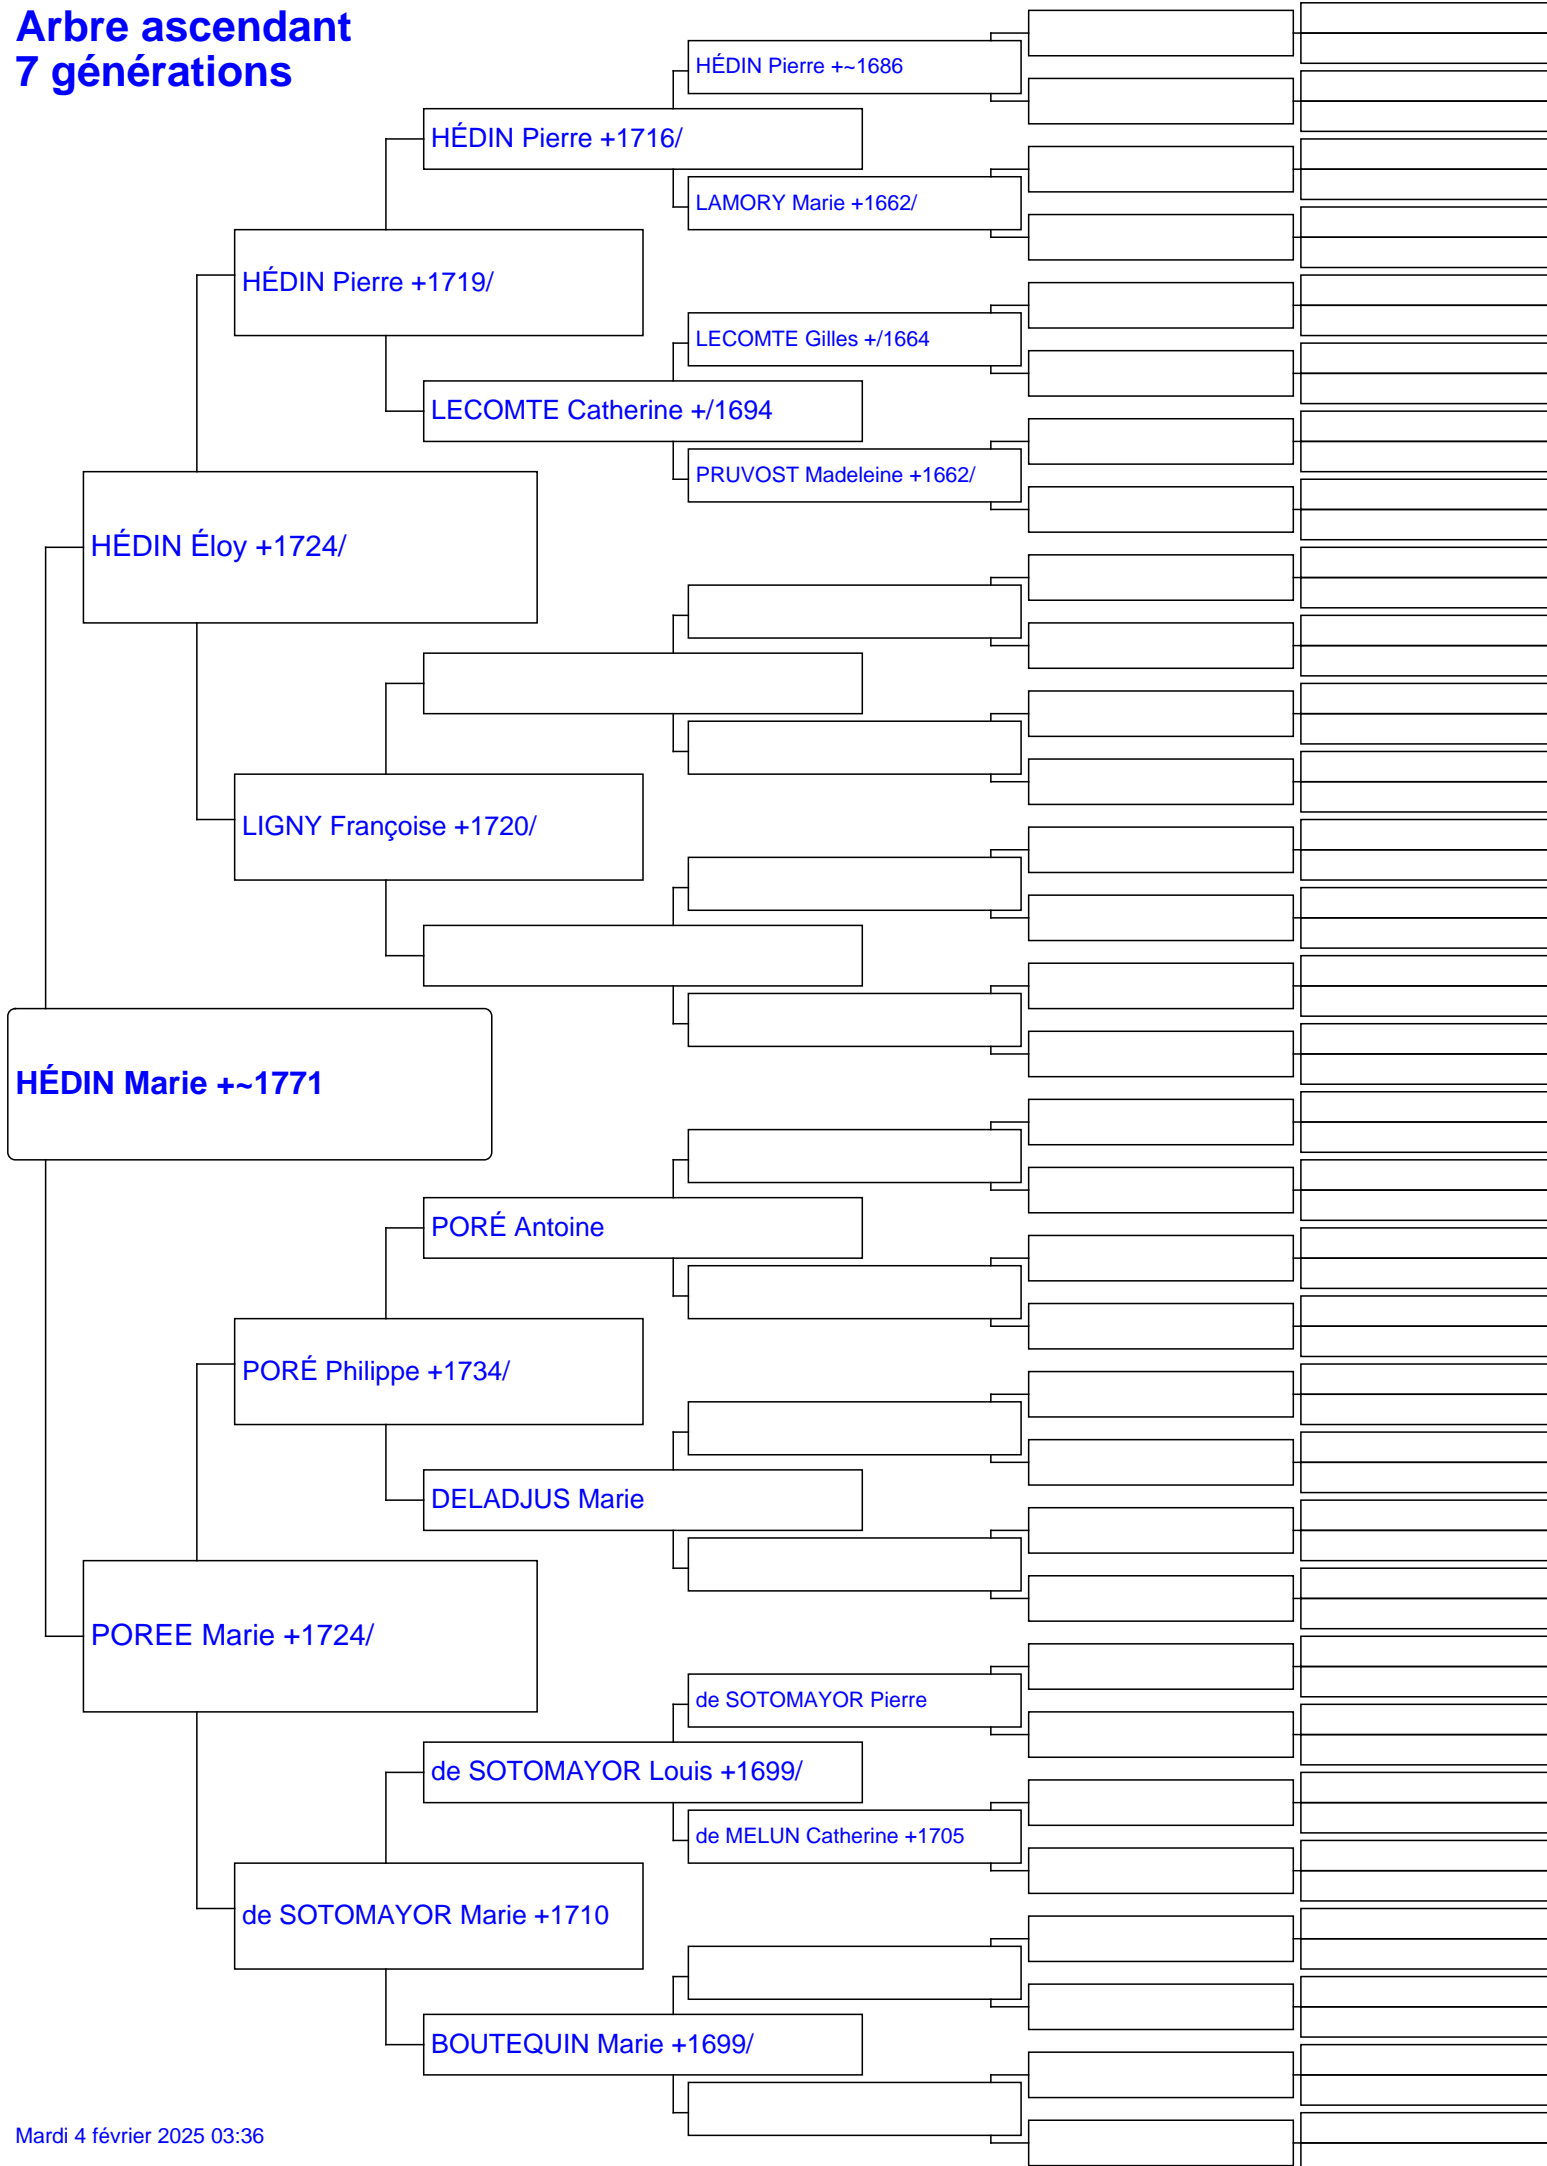 Arbre ascendant
7 générations
HÉDIN Pierre +~1686
HÉDIN Pierre +1716/
LAMORY Marie +1662/
HÉDIN Pierre +1719/
LECOMTE Gilles +/1664
LECOMTE Catherine +/1694
PRUVOST Madeleine +1662/
HÉDIN Éloy +1724/
LIGNY Françoise +1720/
HÉDIN Marie +~1771
PORÉ Antoine
PORÉ Philippe +1734/
DELADJUS Marie
POREE Marie +1724/
de SOTOMAYOR Pierre
de SOTOMAYOR Louis +1699/
de MELUN Catherine +1705
de SOTOMAYOR Marie +1710
BOUTEQUIN Marie +1699/
Mardi 4 février 2025 03:36